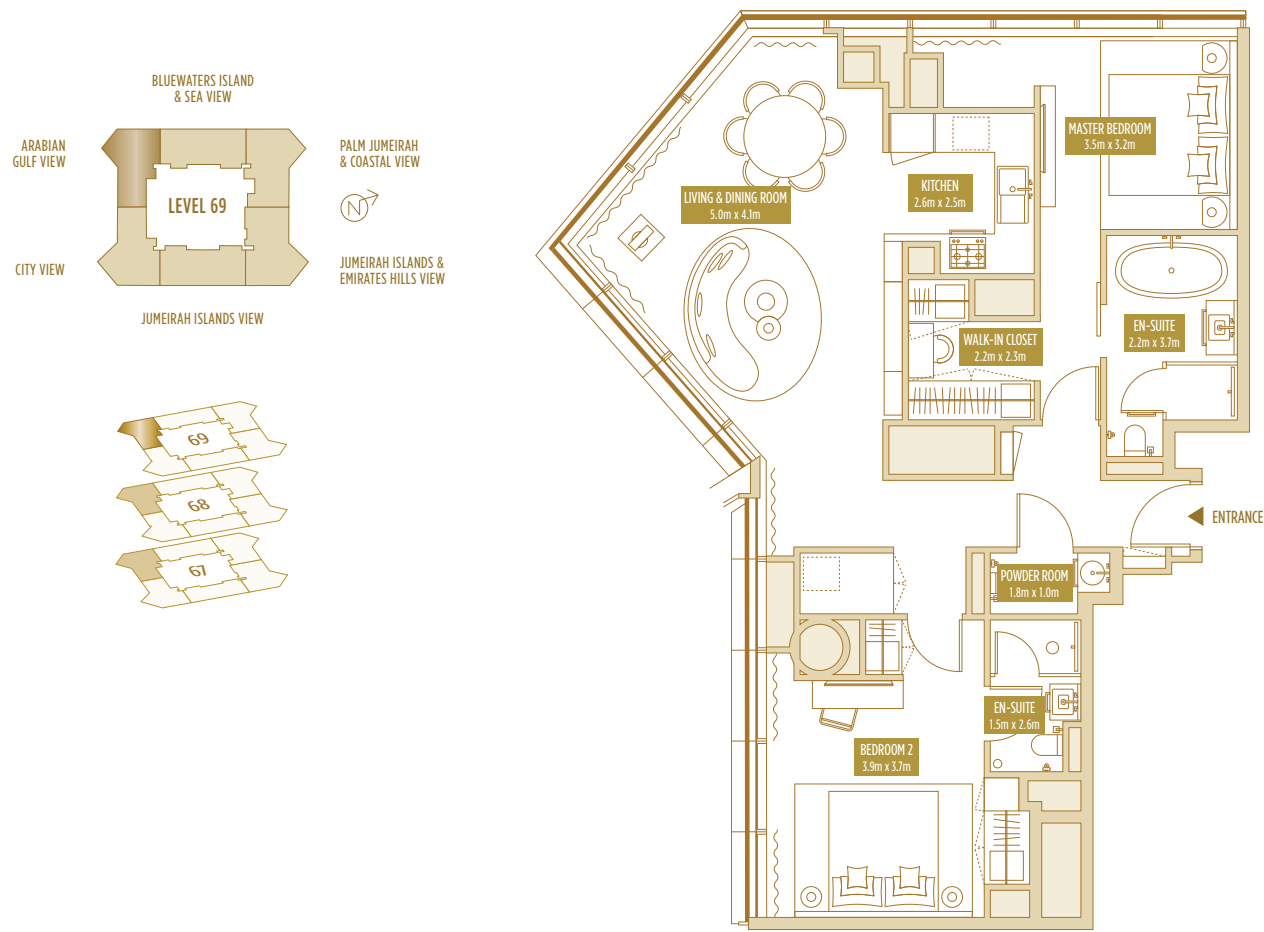 BLUEWATERS ISLAND
& SEA VIEW
ARABIAN
GULF VIEW
PALM JUMEIRAH
& COASTAL VIEW
LEVEL 69
N
CITY VIEW
JUMEIRAH ISLANDS &
EMIRATES HILLS VIEW
JUMEIRAH ISLANDS VIEW
69
68
67
MASTER BEDROOM
3.5m x 3.2m
LIVING & DINING ROOM
5.0m x 4.1m
KITCHEN
2.6m x 2.5m
WALK-IN CLOSET
2.2m x 2.3m
EN-SUITE
2.2m x 3.7m
ENTRANCE
POWDER ROOM
1.8m x 1.0m
EN-SUITE
1.5m x 2.6m
BEDROOM 2
3.9m x 3.7m